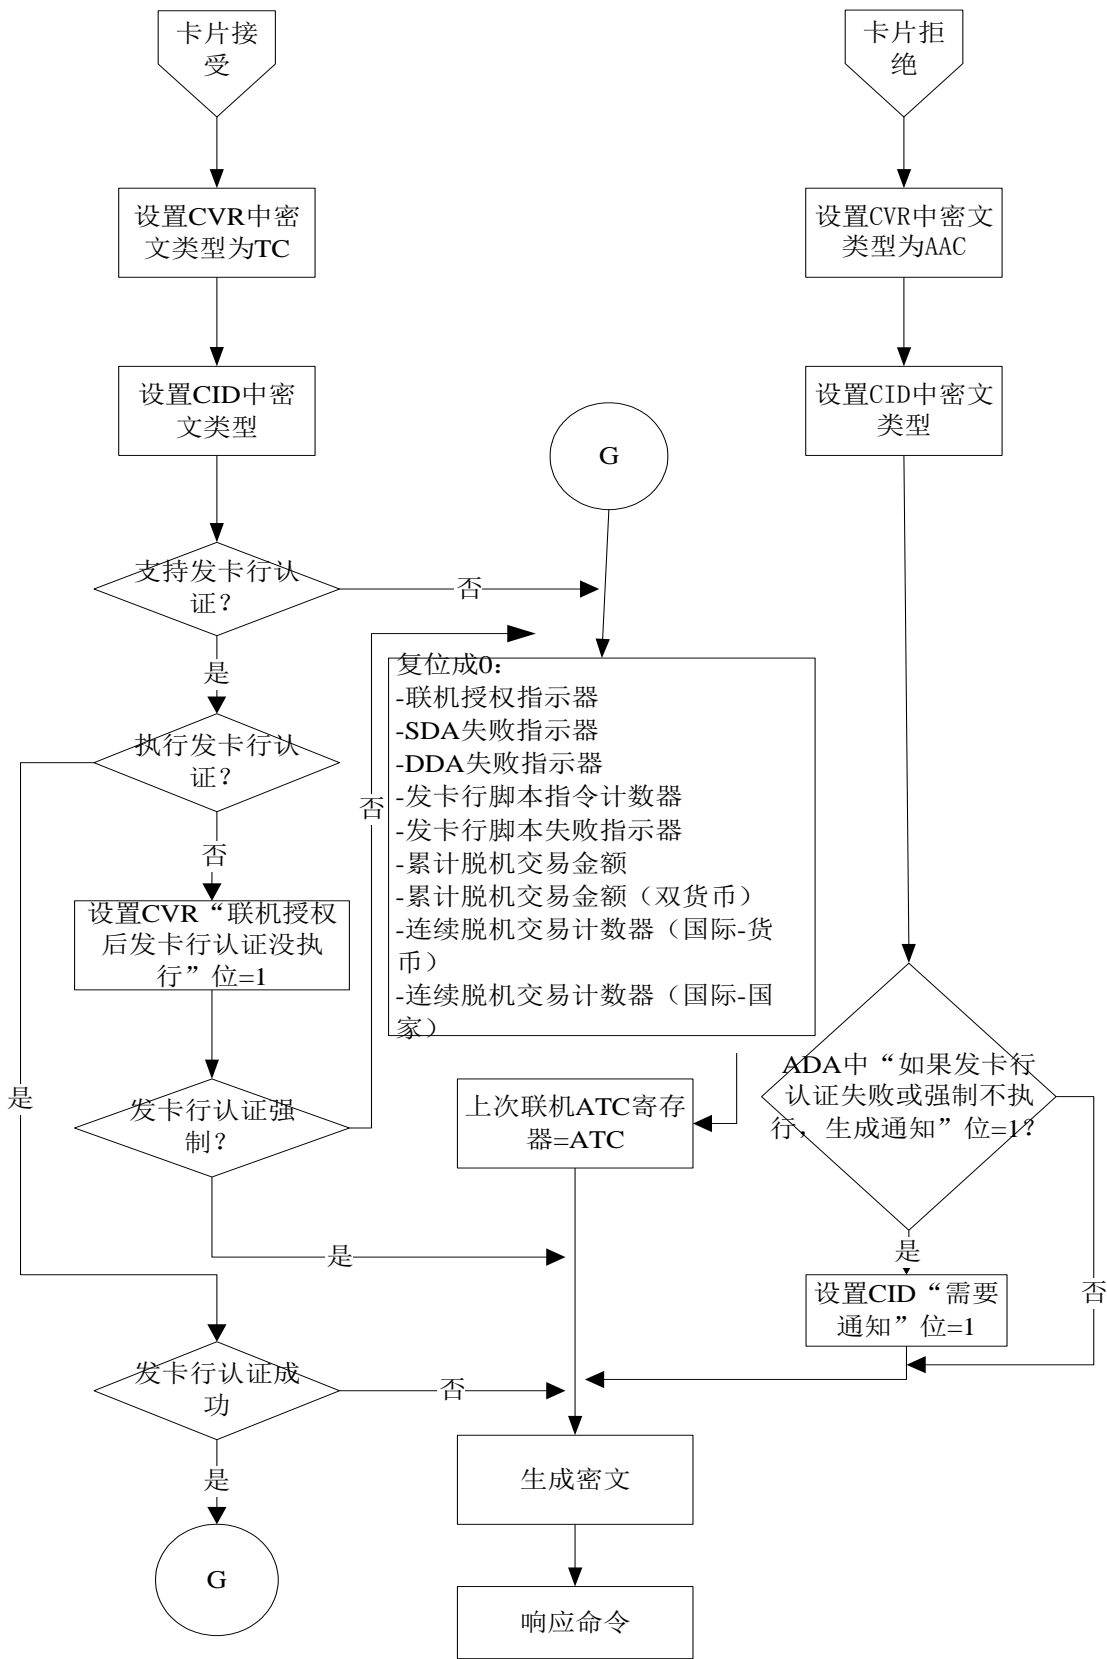 卡片接
受
卡片拒
绝
设置CVR中密
文类型为TC
设置CVR中密文
类型为AAC
设置CID中密
文类型
设置CID中密文
类型
G
支持发卡行认
证?
否
是
复位成0:
-联机授权指示器
-SDA失败指示器
-DDA失败指示器
-发卡行脚本指令计数器
-发卡行脚本失败指示器
-累计脱机交易金额
-累计脱机交易金额（双货币）
-连续脱机交易计数器（国际-货
币）
-连续脱机交易计数器（国际-国
家）
执行发卡行认
证?
否
否
设置CVR“联机授权
后发卡行认证没执
行”位=1
是
发卡行认证强
制?
上次联机ATC寄存
器=ATC
ADA中“如果发卡行
认证失败或强制不执
行，生成通知”位=1?
是
是
否
设置CID“需要
通知”位=1
发卡行认证成
功
否
是
生成密文
G
响应命令